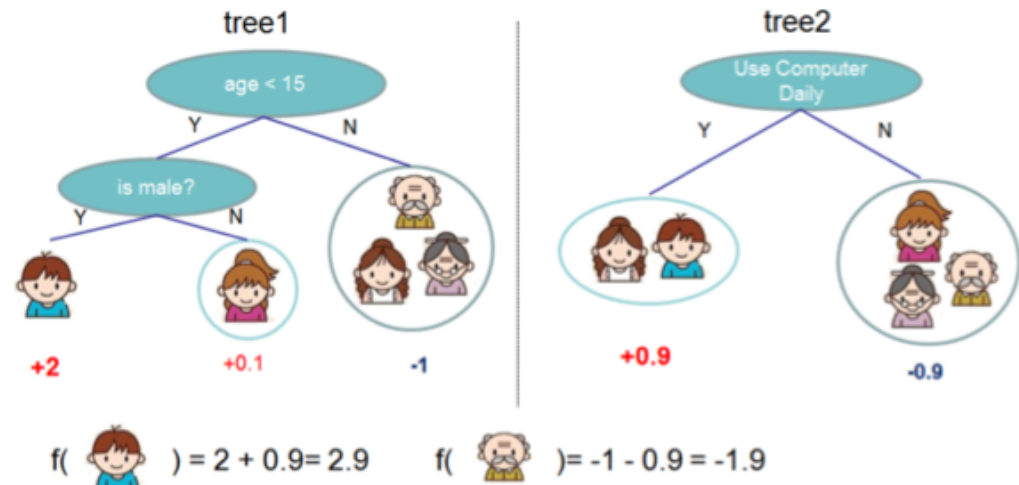 tree1
tree2
age < 15
Use Computer
Daily
Y
N
Y
N
is male?
Y
N
+2
+0.1
-1
+0.9
-0.9
f( ) = 2 + 0.9= 2.9
f( )= -1 - 0.9 = -1.9